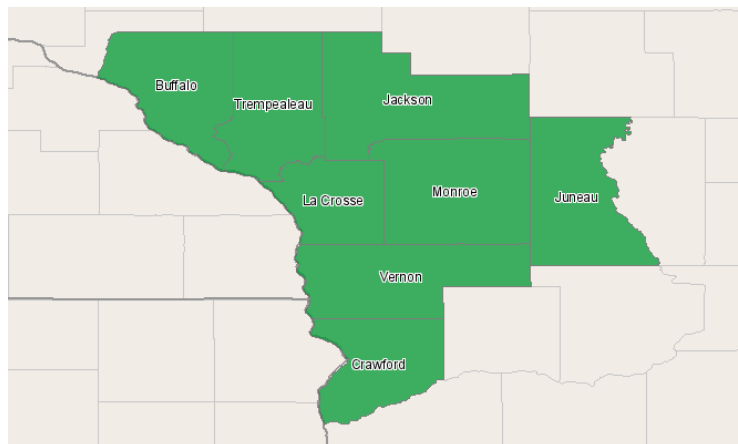 Buffalo
Trempealeau
Jackson
La Crosse
Monroe
Juneau
Vernon
Crawford